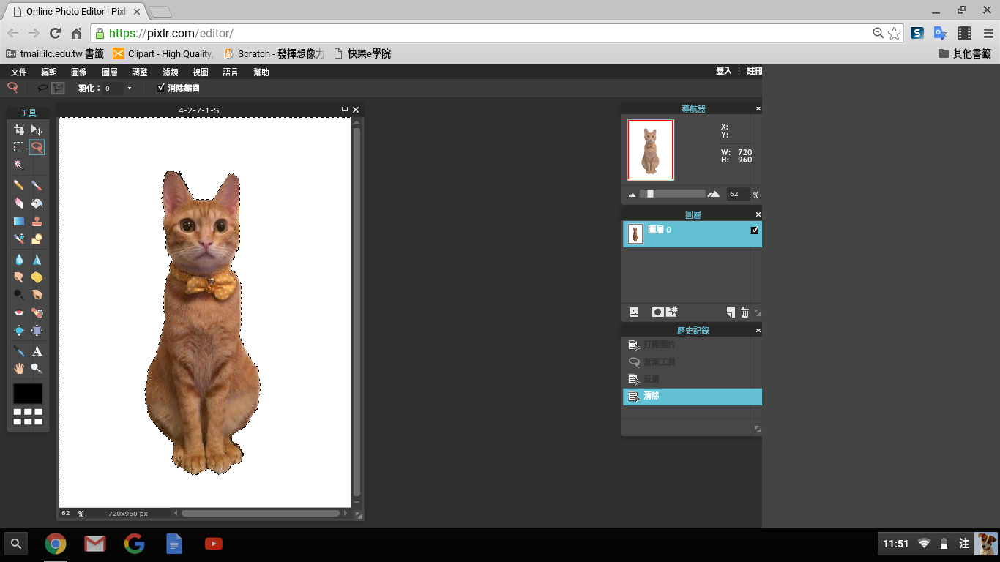 Online Photo Editor | Pixlr
https://pixlr.com/editor/
tmail.ilc.edu.tw 書籤
Clipart - High Quality,
Scratch - 發揮想像力
快樂e學院
其他書籤
文件 編輯 圖像 圖層 調整 濾鏡 視圖 語言 幫助
登入 | 註冊
羽化： 0 消除鋸齒
工具
4-2-7-1-S
導航器
X:
Y:
W: 720
H: 960
62 %
圖層
圖層 0
歷史記錄
打開圖片
套索工具
反選
清除
A
62 % 720x960 px
11:51 注